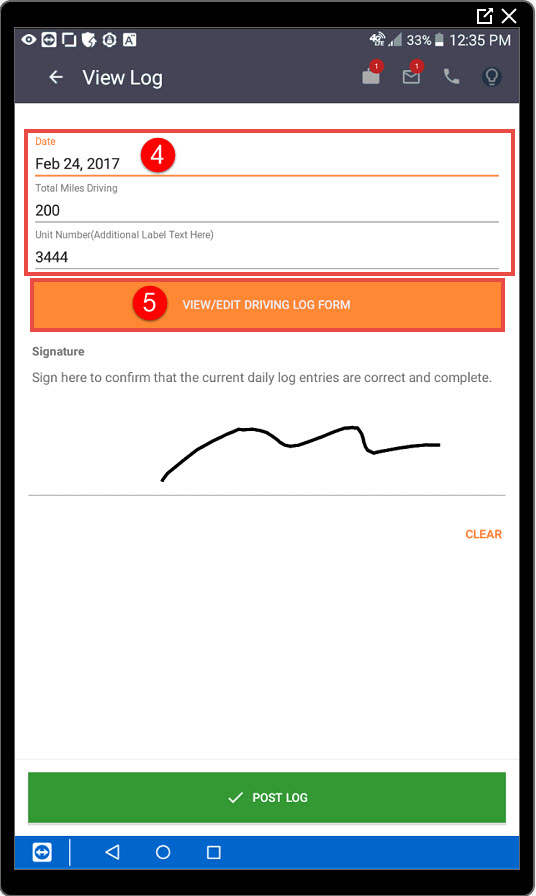 33% 12:35 PM
View Log
1 1
Date
Feb 24, 2017 4
Total Miles Driving
200
Unit Number(Additional Label Text Here)
3444
5 VIEW/EDIT DRIVING LOG FORM
Signature
Sign here to confirm that the current daily log entries are correct and complete.
CLEAR
POST LOG